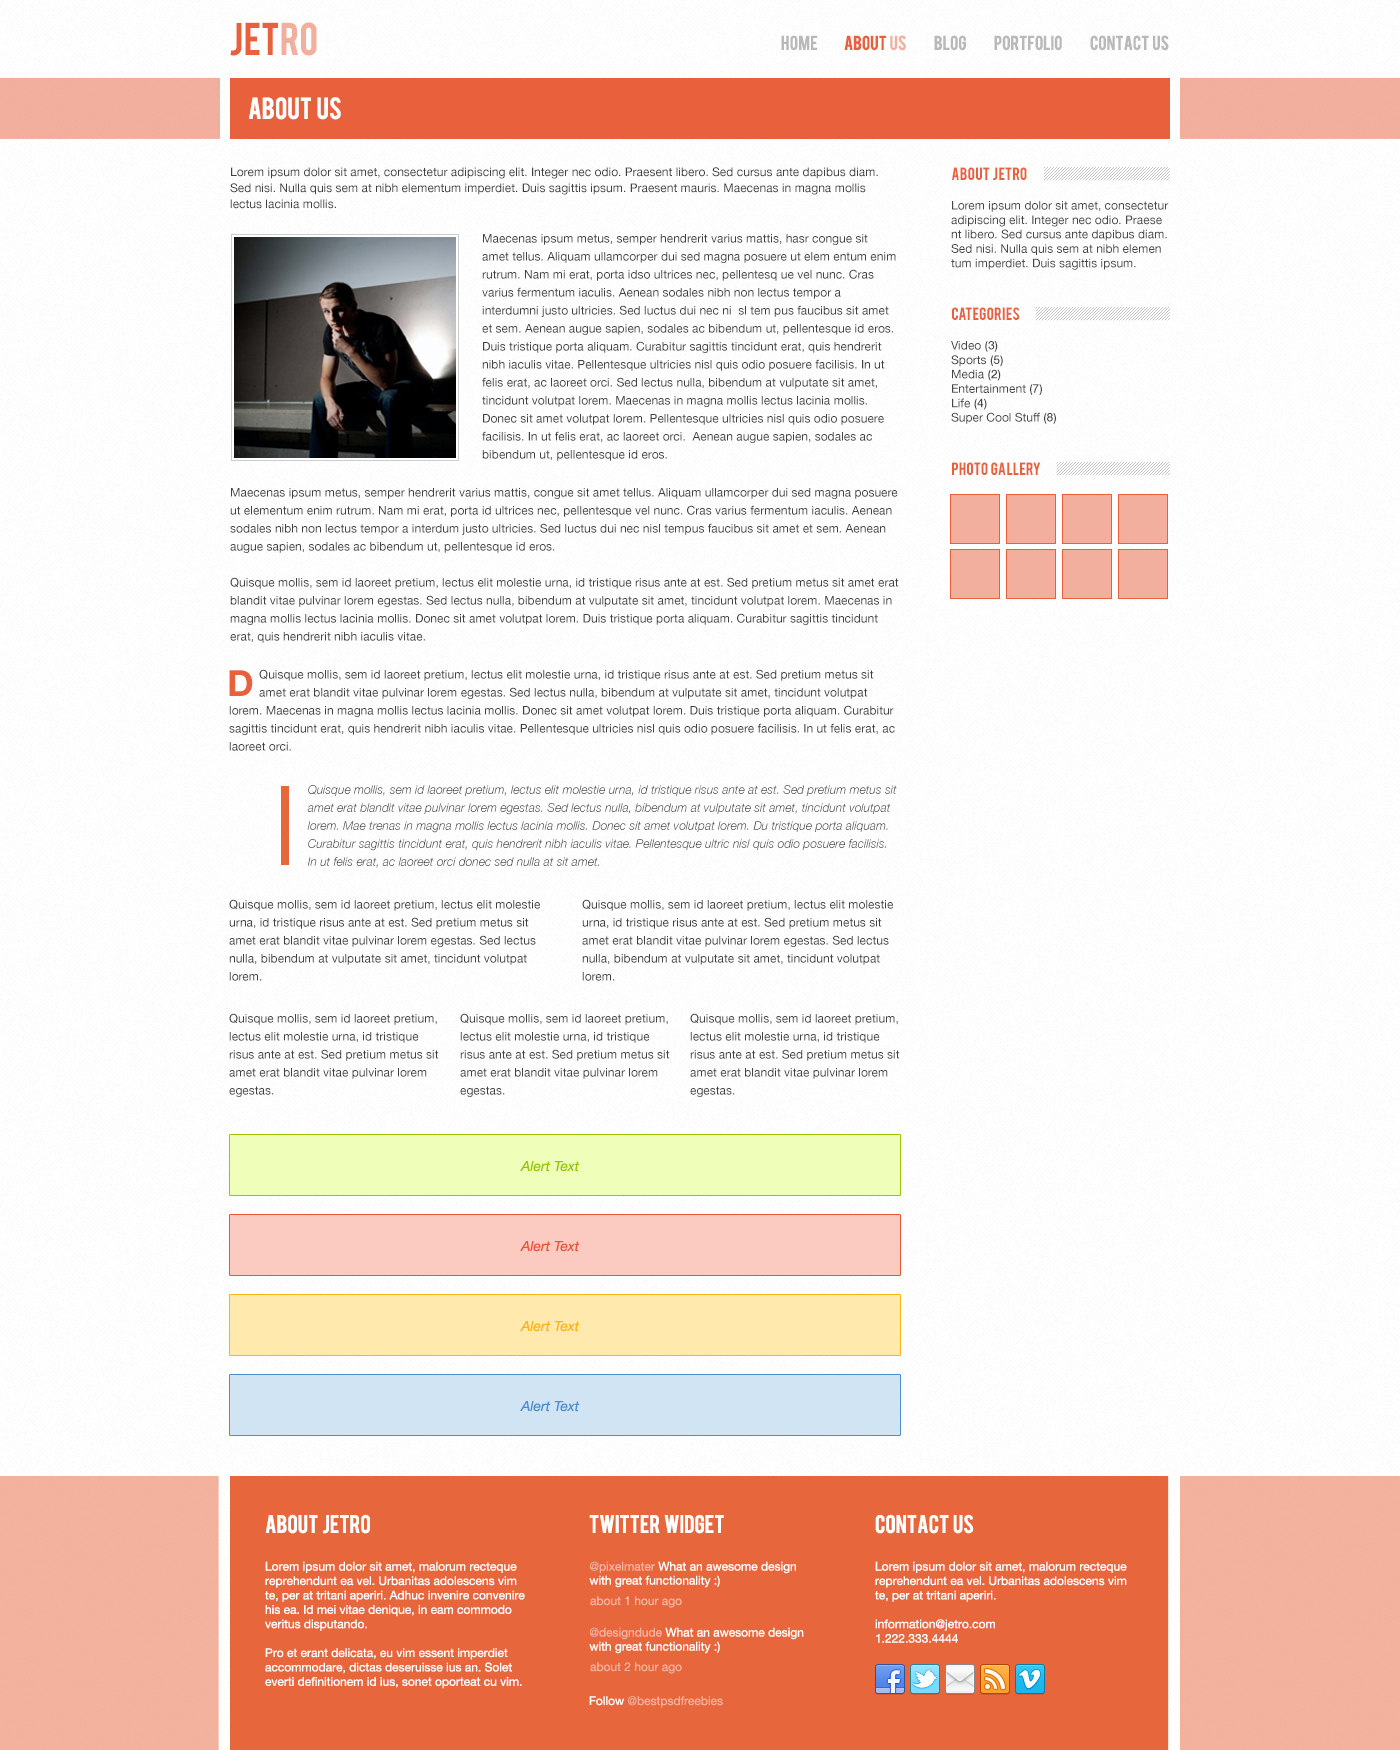 JETRO
HOME ABOUT US BLOG PORTFOLIO CONTACT US
ABOUT US
Lorem ipsum dolor sit amet, consectetur adipiscing elit. Integer nec odio. Praesent libero. Sed cursus ante dapibus diam.
Sed nisi. Nulla quis sem at nibh elementum imperdiet. Duis sagittis ipsum. Praesent mauris. Maecenas in magna mollis
lectus lacinia mollis.
Maecenas ipsum metus, semper hendrerit varius mattis, hasr congue sit
amet tellus. Aliquam ullamcorper dui sed magna posuere ut elem entum enim
rutrum. Nam mi erat, porta idso ultrices nec, pellentesq ue vel nunc. Cras
varius fermentum iaculis. Aenean sodales nibh non lectus tempor a
interdumni justo ultricies. Sed luctus dui nec ni  sl tem pus faucibus sit amet
et sem. Aenean augue sapien, sodales ac bibendum ut, pellentesque id eros.
Duis tristique porta aliquam. Curabitur sagittis tincidunt erat, quis hendrerit
nibh iaculis vitae. Pellentesque ultricies nisl quis odio posuere facilisis. In ut
felis erat, ac laoreet orci. Sed lectus nulla, bibendum at vulputate sit amet,
tincidunt volutpat lorem. Maecenas in magna mollis lectus lacinia mollis.
Donec sit amet volutpat lorem. Pellentesque ultricies nisl quis odio posuere
facilisis. In ut felis erat, ac laoreet orci.  Aenean augue sapien, sodales ac
bibendum ut, pellentesque id eros.
Maecenas ipsum metus, semper hendrerit varius mattis, congue sit amet tellus. Aliquam ullamcorper dui sed magna posuere
ut elementum enim rutrum. Nam mi erat, porta id ultrices nec, pellentesque vel nunc. Cras varius fermentum iaculis. Aenean
sodales nibh non lectus tempor a interdum justo ultricies. Sed luctus dui nec nisl tempus faucibus sit amet et sem. Aenean
augue sapien, sodales ac bibendum ut, pellentesque id eros.
Quisque mollis, sem id laoreet pretium, lectus elit molestie urna, id tristique risus ante at est. Sed pretium metus sit amet erat
blandit vitae pulvinar lorem egestas. Sed lectus nulla, bibendum at vulputate sit amet, tincidunt volutpat lorem. Maecenas in
magna mollis lectus lacinia mollis. Donec sit amet volutpat lorem. Duis tristique porta aliquam. Curabitur sagittis tincidunt
erat, quis hendrerit nibh iaculis vitae.
D Quisque mollis, sem id laoreet pretium, lectus elit molestie urna, id tristique risus ante at est. Sed pretium metus sit
amet erat blandit vitae pulvinar lorem egestas. Sed lectus nulla, bibendum at vulputate sit amet, tincidunt volutpat
lorem. Maecenas in magna mollis lectus lacinia mollis. Donec sit amet volutpat lorem. Duis tristique porta aliquam. Curabitur
sagittis tincidunt erat, quis hendrerit nibh iaculis vitae. Pellentesque ultricies nisl quis odio posuere facilisis. In ut felis erat, ac
laoreet orci.
Quisque mollis, sem id laoreet pretium, lectus elit molestie urna, id tristique risus ante at est. Sed pretium metus sit
amet erat blandit vitae pulvinar lorem egestas. Sed lectus nulla, bibendum at vulputate sit amet, tincidunt volutpat
lorem. Mae trenas in magna mollis lectus lacinia mollis. Donec sit amet volutpat lorem. Du tristique porta aliquam.
Curabitur sagittis tincidunt erat, quis hendrerit nibh iaculis vitae. Pellentesque ultric nisl quis odio posuere facilisis.
In ut felis erat, ac laoreet orci donec sed nulla at sit amet.
Quisque mollis, sem id laoreet pretium, lectus elit molestie
urna, id tristique risus ante at est. Sed pretium metus sit
amet erat blandit vitae pulvinar lorem egestas. Sed lectus
nulla, bibendum at vulputate sit amet, tincidunt volutpat
lorem.
Quisque mollis, sem id laoreet pretium, lectus elit molestie
urna, id tristique risus ante at est. Sed pretium metus sit
amet erat blandit vitae pulvinar lorem egestas. Sed lectus
nulla, bibendum at vulputate sit amet, tincidunt volutpat
lorem.
Quisque mollis, sem id laoreet pretium,
lectus elit molestie urna, id tristique
risus ante at est. Sed pretium metus sit
amet erat blandit vitae pulvinar lorem
egestas.
Quisque mollis, sem id laoreet pretium,
lectus elit molestie urna, id tristique
risus ante at est. Sed pretium metus sit
amet erat blandit vitae pulvinar lorem
egestas.
Quisque mollis, sem id laoreet pretium,
lectus elit molestie urna, id tristique
risus ante at est. Sed pretium metus sit
amet erat blandit vitae pulvinar lorem
egestas.
Alert Text
Alert Text
Alert Text
Alert Text
ABOUT JETRO
Lorem ipsum dolor sit amet, consectetur
adipiscing elit. Integer nec odio. Praese
nt libero. Sed cursus ante dapibus diam.
Sed nisi. Nulla quis sem at nibh elemen
tum imperdiet. Duis sagittis ipsum.
CATEGORIES
Video (3)
Sports (5)
Media (2)
Entertainment (7)
Life (4)
Super Cool Stuff (8)
PHOTO GALLERY
ABOUT JETRO
Lorem ipsum dolor sit amet, malorum recteque
reprehendunt ea vel. Urbanitas adolescens vim
te, per at tritani aperiri. Adhuc invenire convenire
his ea. Id mei vitae denique, in eam commodo
veritus disputando.
Pro et erant delicata, eu vim essent imperdiet
accommodare, dictas deseruisse ius an. Solet
everti definitionem id ius, sonet oporteat cu vim.
TWITTER WIDGET
@pixelmater What an awesome design
with great functionality :)
about 1 hour ago
@designdude What an awesome design
with great functionality :)
about 2 hour ago
Follow @bestpsdfreebies
CONTACT US
Lorem ipsum dolor sit amet, malorum recteque
reprehendunt ea vel. Urbanitas adolescens vim
te, per at tritani aperiri.
information@jetro.com
1.222.333.4444